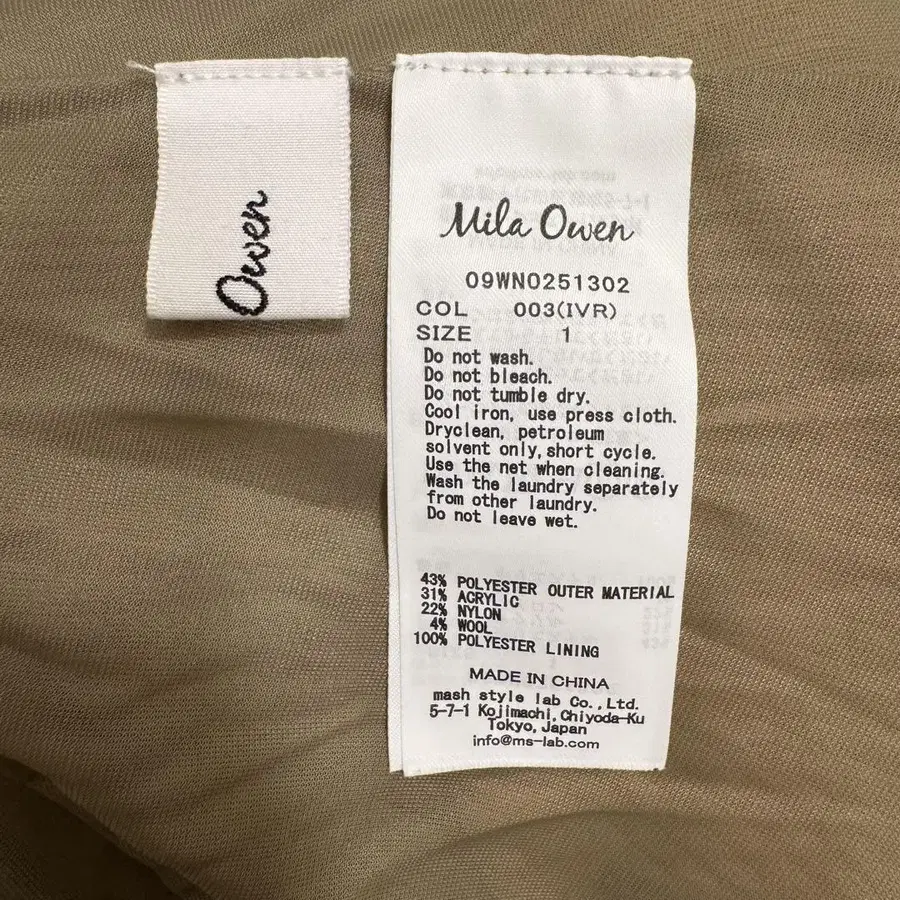 Owen
Mila Owen
09WNO251302
COL 003(IVR)
SIZE 1
Do not wash.
Do not bleach.
Do not tumble dry.
Cool iron, use press cloth.
Dryclean, petroleum
solvent only,short cycle.
Use the net when cleaning.
Wash the laundry separately
from other laundry.
Do not leave wet.
43% POLYESTER OUTER MATERIAL
31% ACRYLIC
22% NYLON
4% WOOL
100% POLYESTER LINING
MADE IN CHINA
mash style lab Co.,Ltd.
5-7-1 Kojimachi,Chiyoda-Ku
Tokyo,Japan
info@ms-lab.com